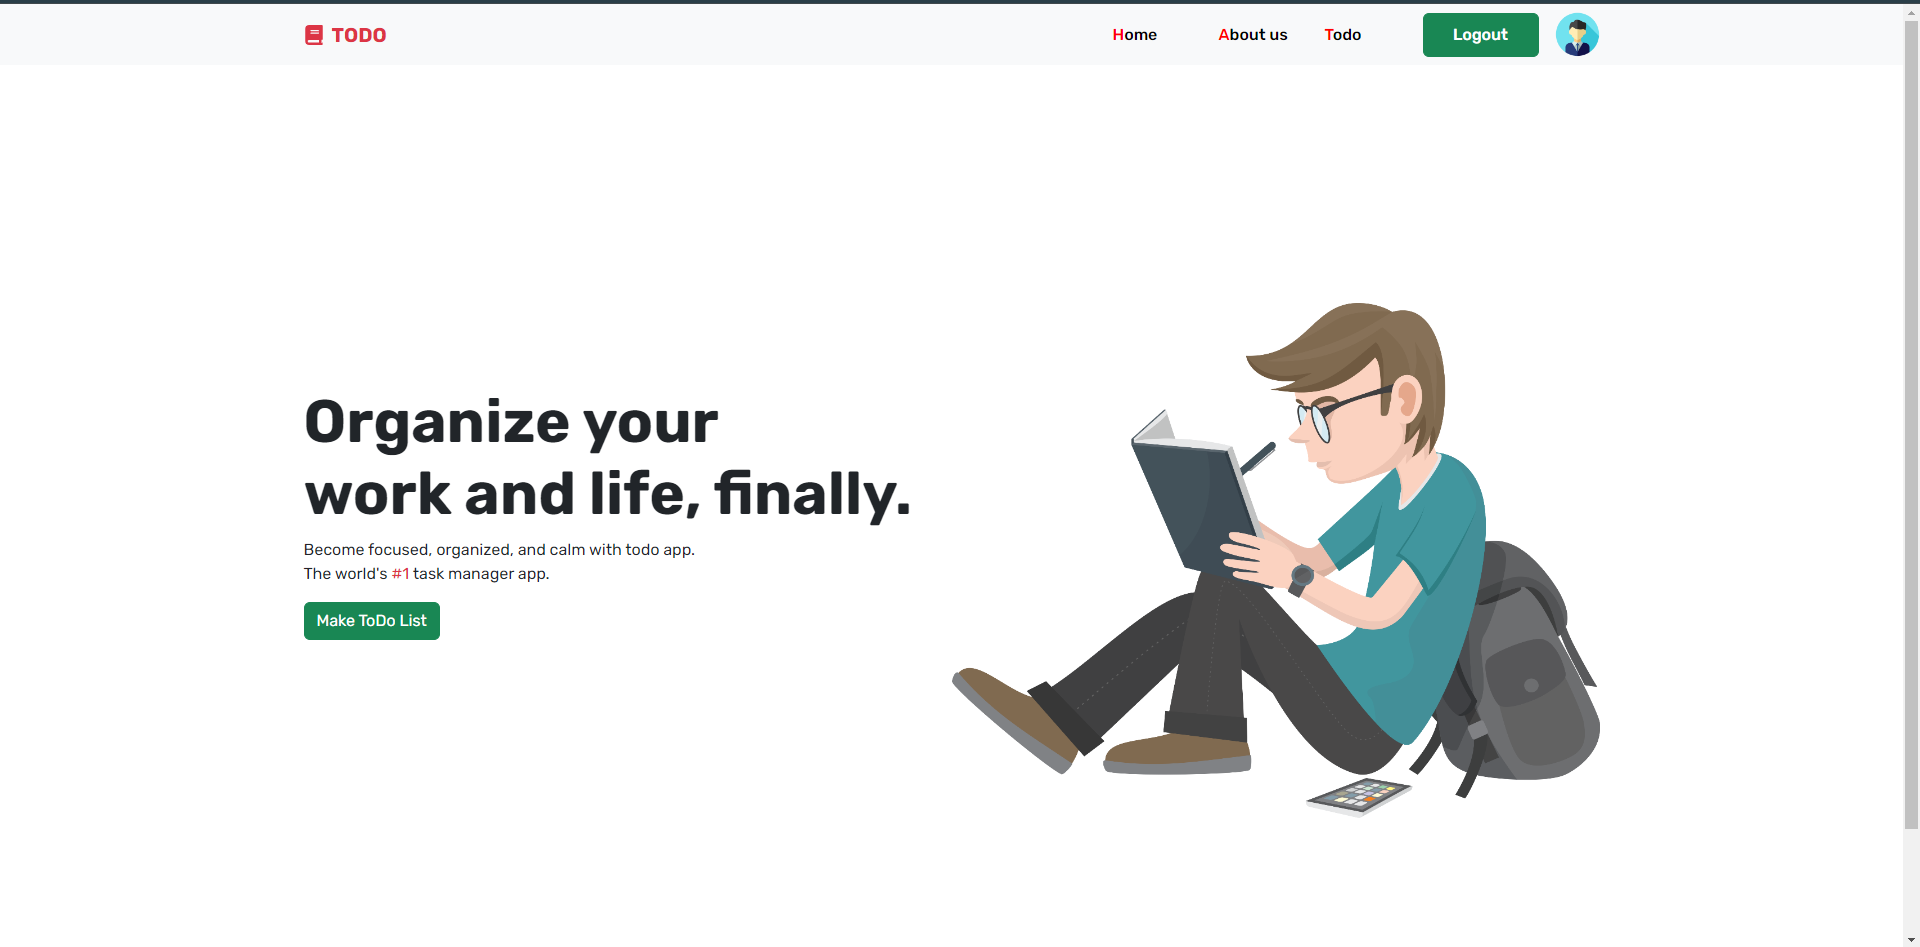 TODO
Home About us Todo Logout
Organize your
work and life, finally.
Become focused, organized, and calm with todo app.
The world's #1 task manager app.
Make ToDo List